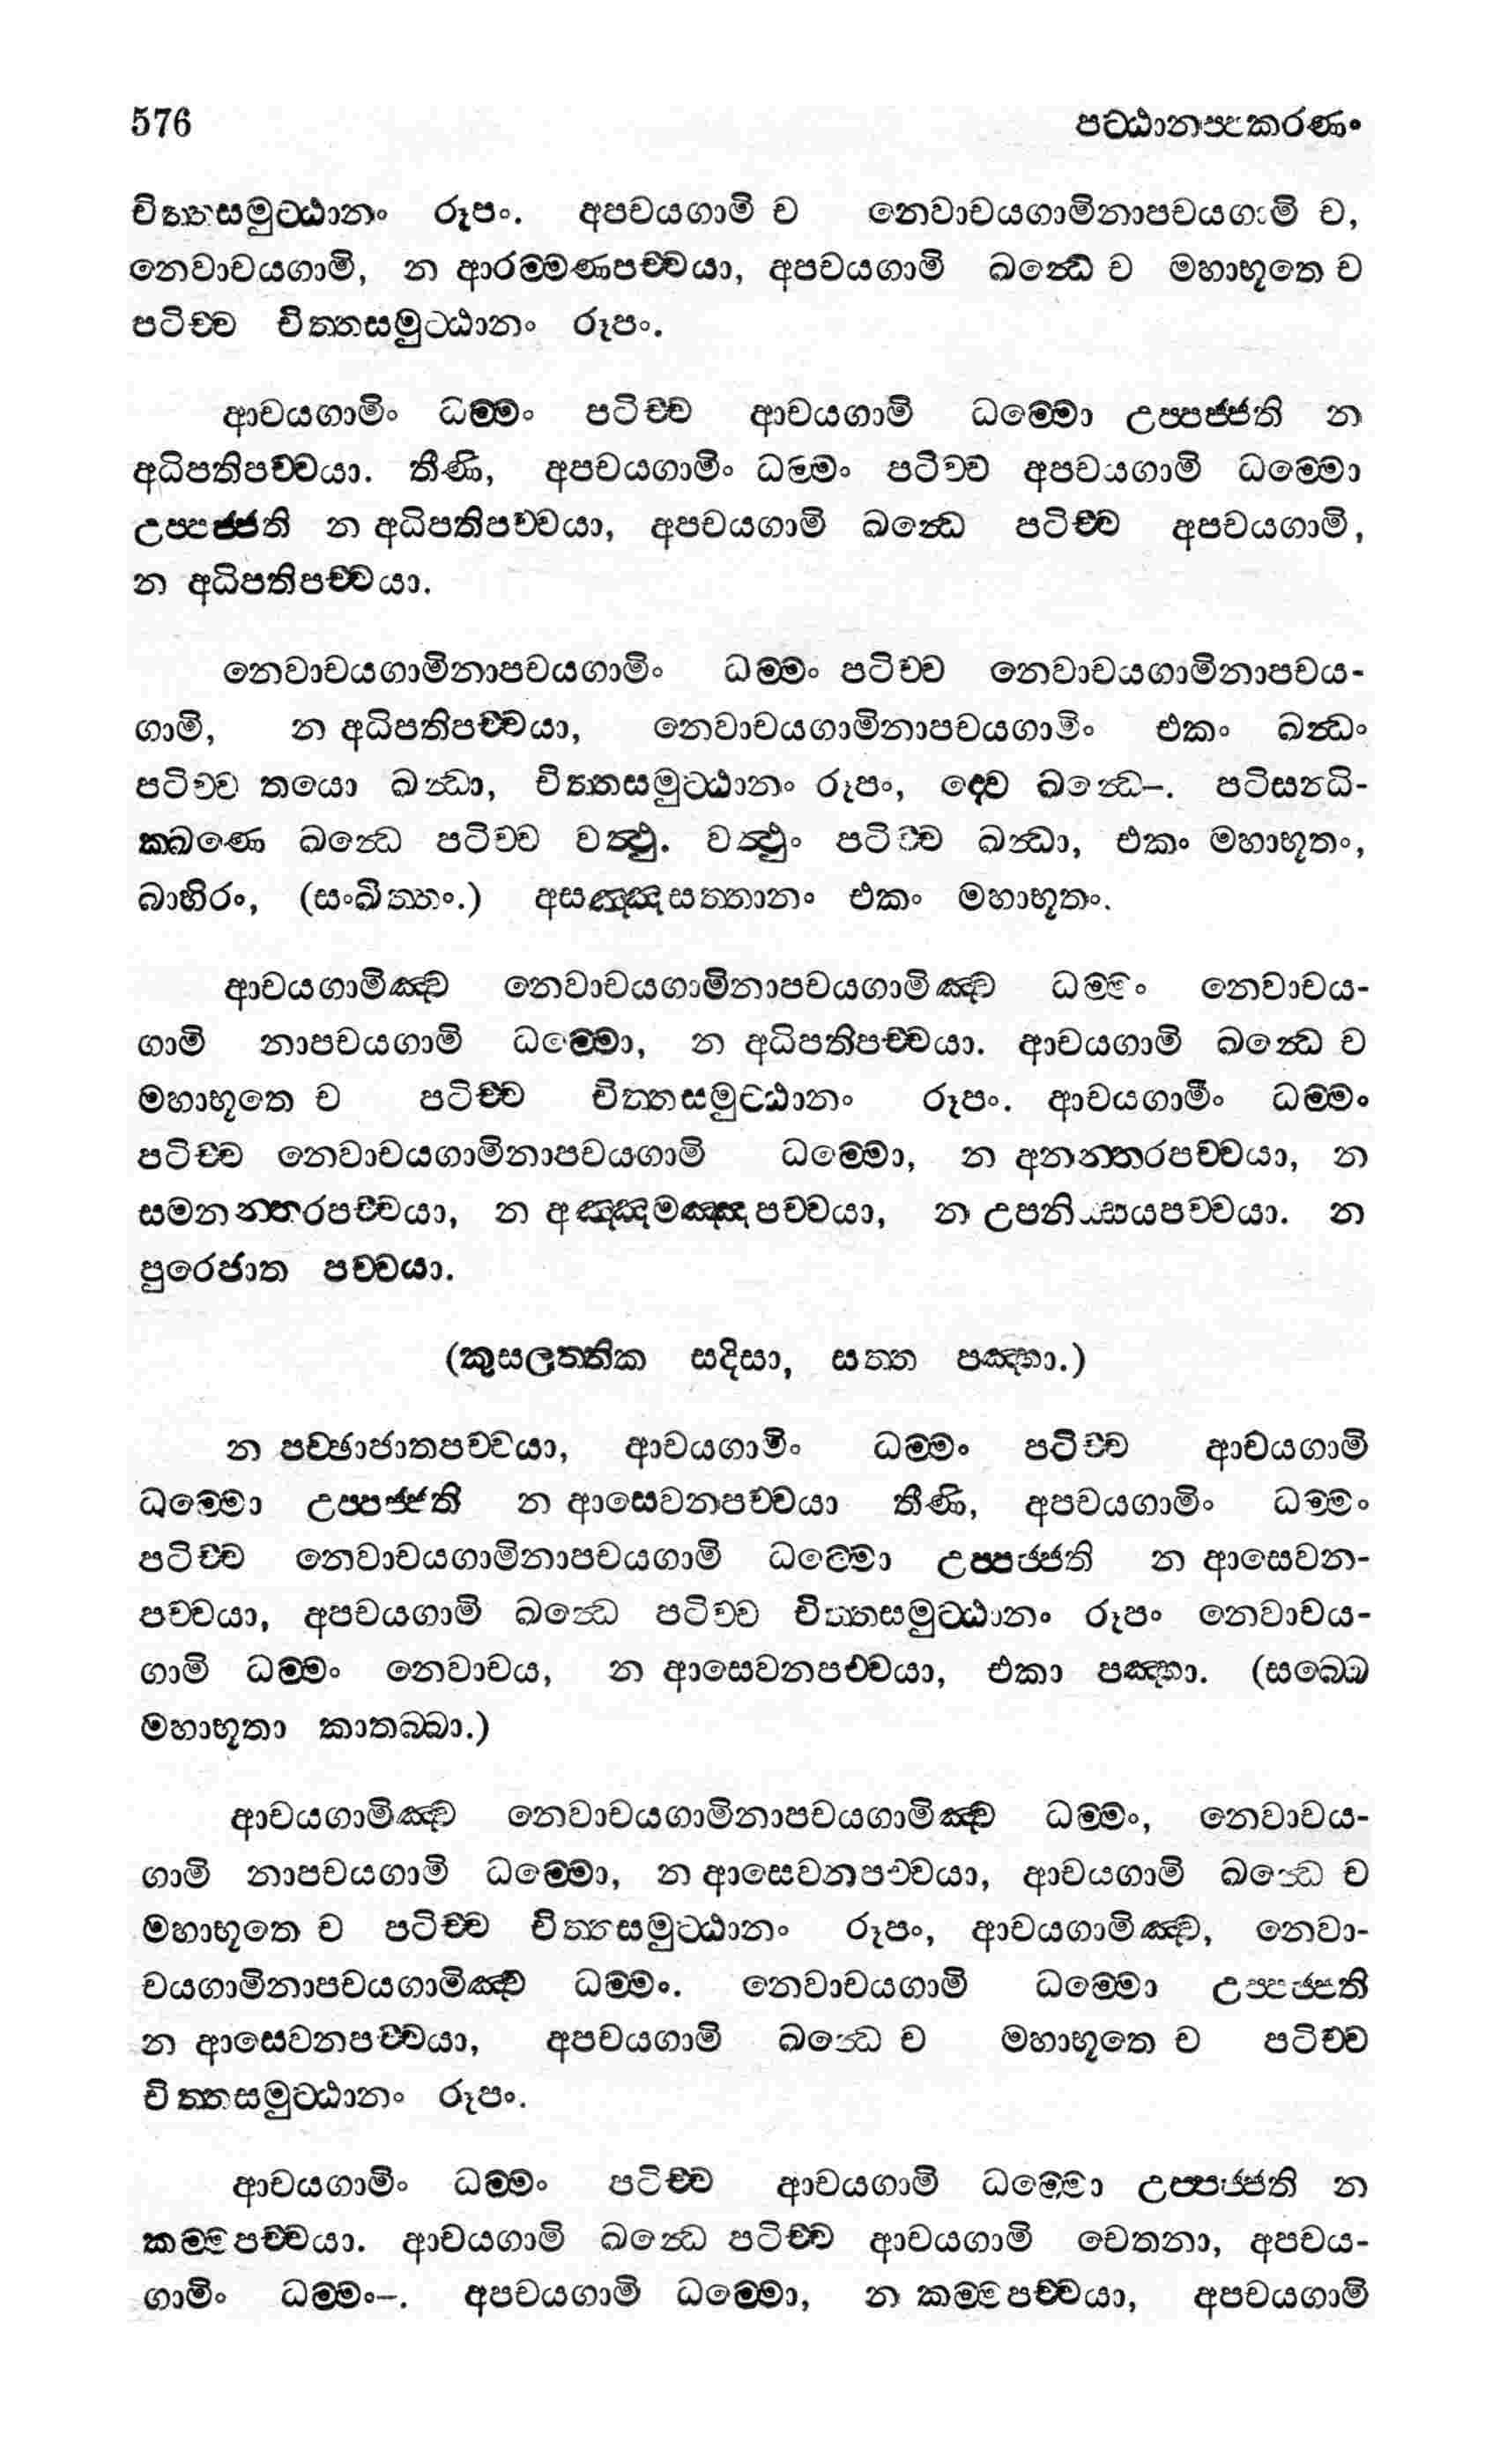 576 පට්ඨානප්පකරණං
චිත්තසමුට්ඨානං රූපං. අපචයගාමි ච නෙවාචයගාමිනාපචයගාමි ච,
නෙවාචයගාමි, න ආරම්මණපච්චයා, අපචයගාමි ඛන්ධෙ ච මහාභූතෙ ච
පටිච්ච චිත්තසමුට්ඨානං රූපං.
ආචයගාමිං ධම්මං පටිච්ච ආචයගාමි ධම්මො උප්පජ්ජති න
අධිපතිපච්චයා. තීණි, අපචයගාමිං ධම්මං පටිච්ච අපචයගාමි ධම්මො
උප්පජ්ජති න අධිපතිපච්චයා, අපචයගාමි ඛන්ධෙ පටිච්ච අපචයගාමි,
න අධිපතිපච්චයා.
නෙවාචයගාමිනාපචයගාමිං ධම්මං පටිච්ච නෙවාචයගාමිනාපචය-
ගාමි, න අධිපතිපච්චයා, නෙවාචයගාමිනාපචයගාමිං එකං ඛන්ධං
පටිච්ච තයො ඛන්ධා, චිත්තසමුට්ඨානං රූපං, ද්වෙ ඛන්ධෙ–. පටිසන්ධි-
ක්ඛණෙ ඛන්ධෙ පටිච්ච වත්ථු. වත්ථුං පටිච්ච ඛන්ධා, එකං මහාභූතං,
බාහිරං, (සංඛිත්තං.) අසඤ්ඤසත්තානං එකං මහාභූතං.
ආචයගාමිඤ්ච නෙවාචයගාමිනාපචයගාමිඤ්ච ධම්මං නෙවාචය-
ගාමි නාපචයගාමි ධම්මො, න අධිපතිපච්චයා. ආචයගාමි ඛන්ධෙ ච
මහාභූතෙ ච පටිච්ච චිත්තසමුට්ඨානං රූපං. ආචයගාමීං ධම්මං
පටිච්ච නෙවාචයගාමිනාපචයගාමි ධම්මො, න අනන්තරපච්චයා, න
සමනන්තරපච්චයා, න අඤ්ඤමඤ්ඤපච්චයා, න උපනිස්සයපච්චයා. න
පුරෙජාත පච්චයා.
(කුසලත්තික සදිසා, සත්ත පඤ්හා.)
න පච්ඡාජාතපච්චයා, ආචයගාමිං ධම්මං පටිච්ච ආචයගාමි
ධම්මො උප්පජ්ජති න ආසෙවනපච්චයා තීණි, අපචයගාමිං ධම්මං
පටිච්ච නෙවාචයගාමිනාපචයගාමි ධම්මො උප්පජ්ජති න ආසෙවන-
පච්චයා, අපචයගාමි ඛන්ධෙ පටිච්ච චිත්තසමුට්ඨානං රූපං නෙවාචය-
ගාමි ධම්මං නෙවාචය, න ආසෙවනපච්චයා, එකා පඤ්හා. (සබ්බෙ
මහාභූතා කාතබ්බා.)
ආචයගාමිඤ්ච නෙවාචයගාමිනාපචයගාමිඤ්ච ධම්මං, නෙවාචය-
ගාමි නාපචයගාමි ධම්මො, න ආසෙවනපච්චයා, ආචයගාමි ඛන්ධෙ ච
මහාභූතෙ ච පටිච්ච චිත්තසමුට්ඨානං රූපං, ආචයගාමිඤ්ච, නෙවා-
චයගාමිනාපචයගාමිඤ්ච ධම්මං. නෙවාචයගාමි ධම්මො උප්පජ්ජති
න ආසෙවනපච්චයා, අපචයගාමි ඛන්ධෙ ච මහාභූතෙ ච පටිච්ච
චිත්තසමුට්ඨානං රූපං.
ආචයගාමීං ධම්මං පටිච්ච ආචයගාමි ධම්මො උප්පජ්ජති න
කම්මපච්චයා. ආචයගාමි ඛන්ධෙ පටිච්ච ආචයගාමි චෙතනා, අපචය-
ගාමිං ධම්මං–. අපචයගාමි ධම්මො, න කම්මපච්චයා, අපචයගාමි